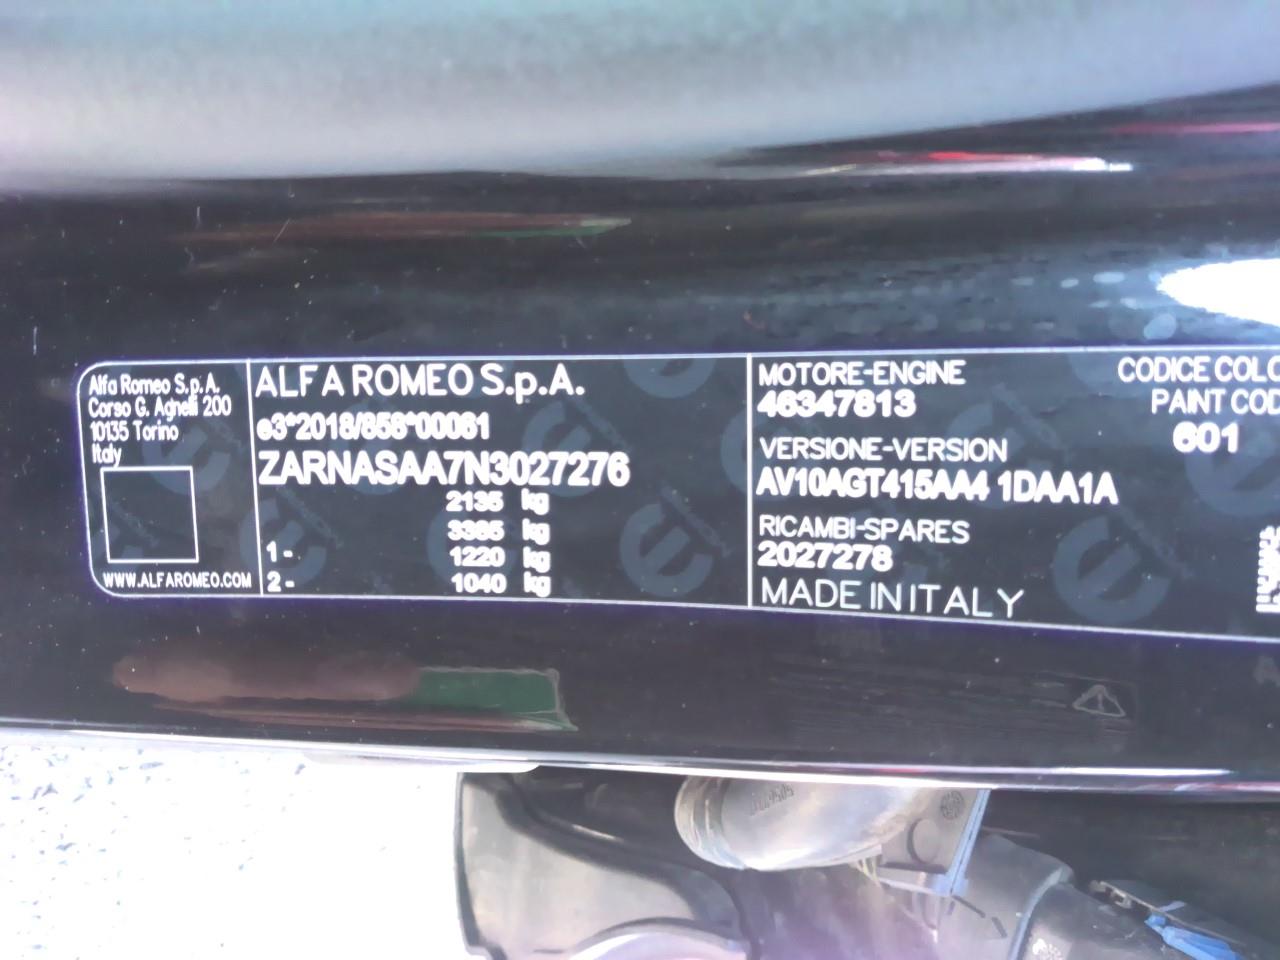 Alfa Romeo S.p.A.
Corso G. Agnelli 200
10135 Torino
Italy
WWW.ALFAROMEO.COM
ALFA ROMEO S.p.A.
e3*2018/858*00061
ZARNASAA7N3027276
2135 kg
3365 kg
1 - 1220 kg
2 - 1040 kg
MOTORE-ENGINE
46347813
VERSIONE-VERSION
AV10AGT415AA4 1DAA1A
RICAMBI-SPARES
2027278
MADE IN ITALY
CODICE COLO
PAINT COD
601